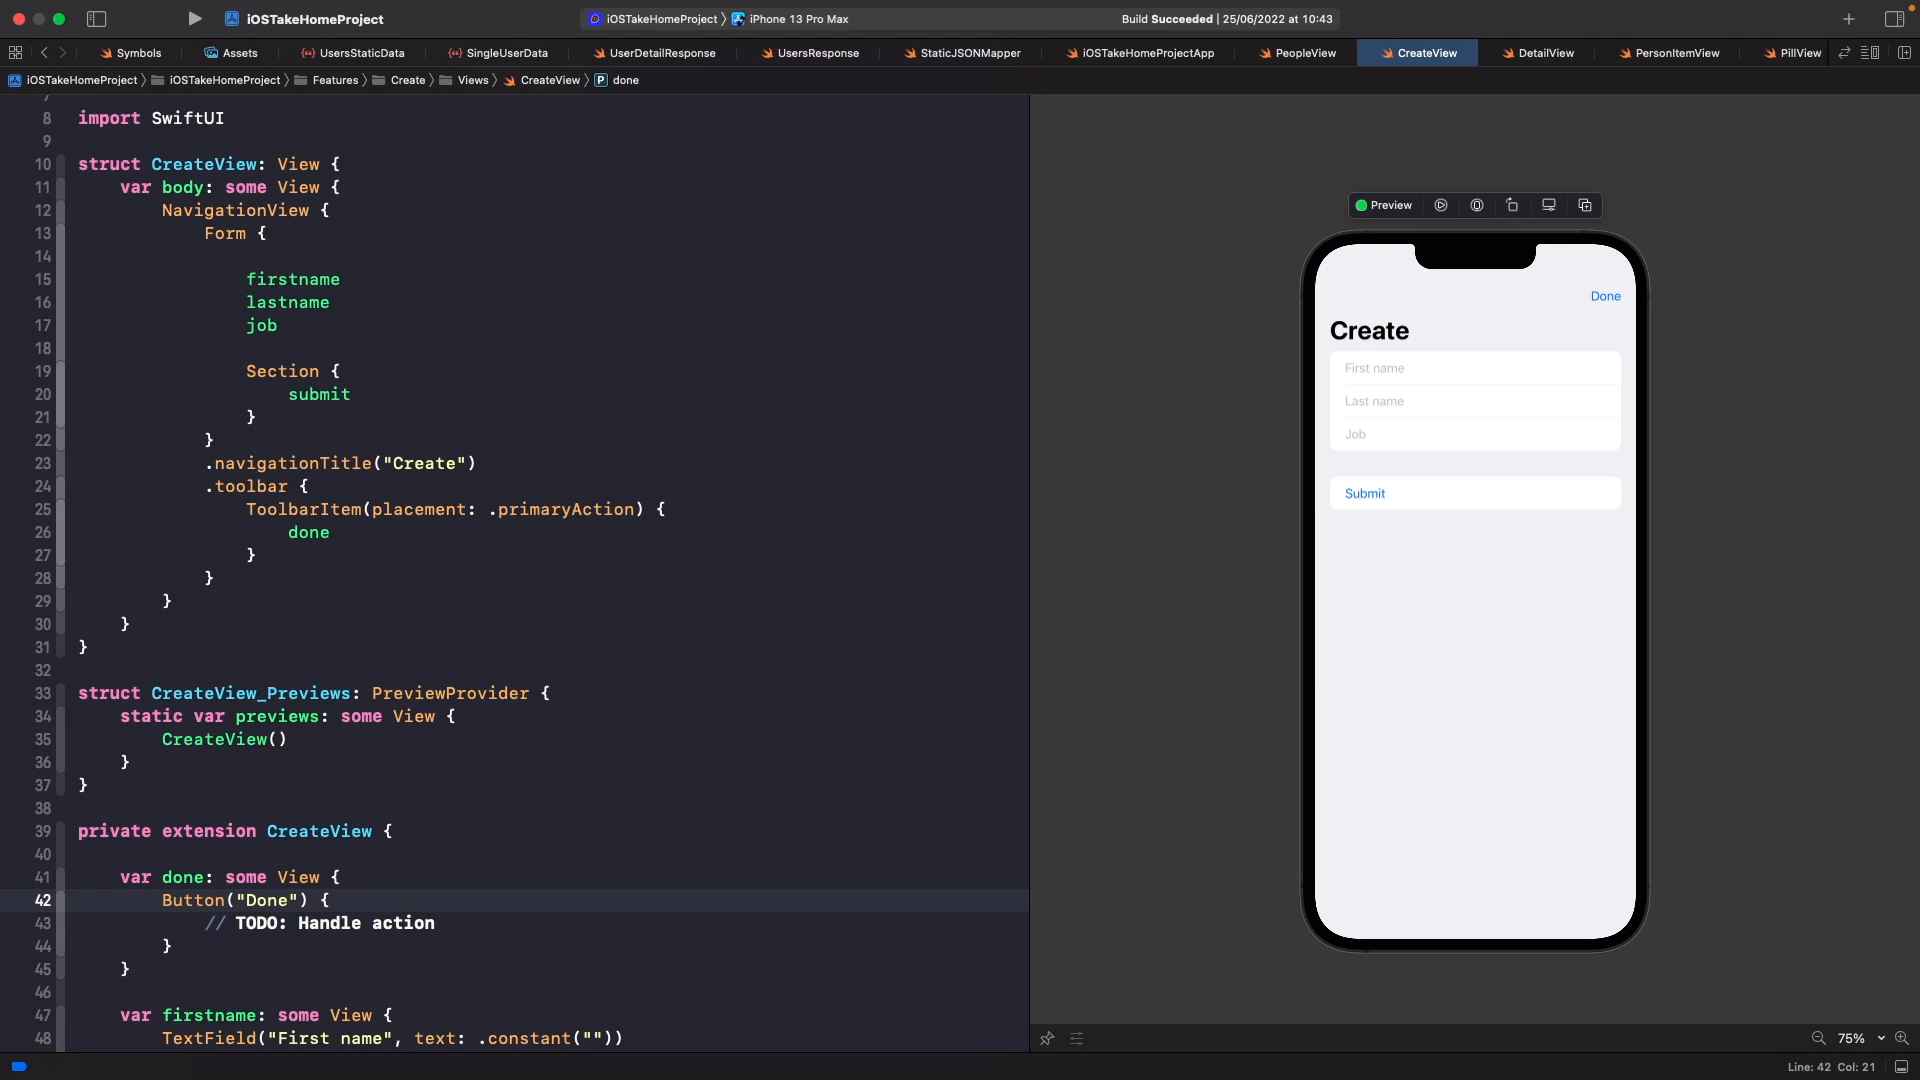 iOSTakeHomeProject
iOSTakeHomeProject 〉 iPhone 13 Pro Max
Build Succeeded | 25/06/2022 at 10:43
Symbols
Assets
UsersStaticData
SingleUserData
UserDetailResponse
UsersResponse
StaticJSONMapper
iOSTakeHomeProjectApp
PeopleView
CreateView
DetailView
PersonItemView
PillView
iOSTakeHomeProject 〉 iOSTakeHomeProject 〉 Features 〉 Create 〉 Views 〉 CreateView 〉 P done
7
8 import SwiftUI
9
10 struct CreateView: View {
11 var body: some View {
12 NavigationView {
13 Form {
14
15 firstname
16 lastname
17 job
18
19 Section {
20 submit
21 }
22 }
23 .navigationTitle("Create")
24 .toolbar {
25 ToolbarItem(placement: .primaryAction) {
26 done
27 }
28 }
29 }
30 }
31 }
32
33 struct CreateView_Previews: PreviewProvider {
34 static var previews: some View {
35 CreateView()
36 }
37 }
38
39 private extension CreateView {
40
41 var done: some View {
42 Button("Done") {
43 // TODO: Handle action
44 }
45 }
46
47 var firstname: some View {
48 TextField("First name", text: .constant(""))
Preview
Done
Create
First name
Last name
Job
Submit
75%
Line: 42 Col: 21